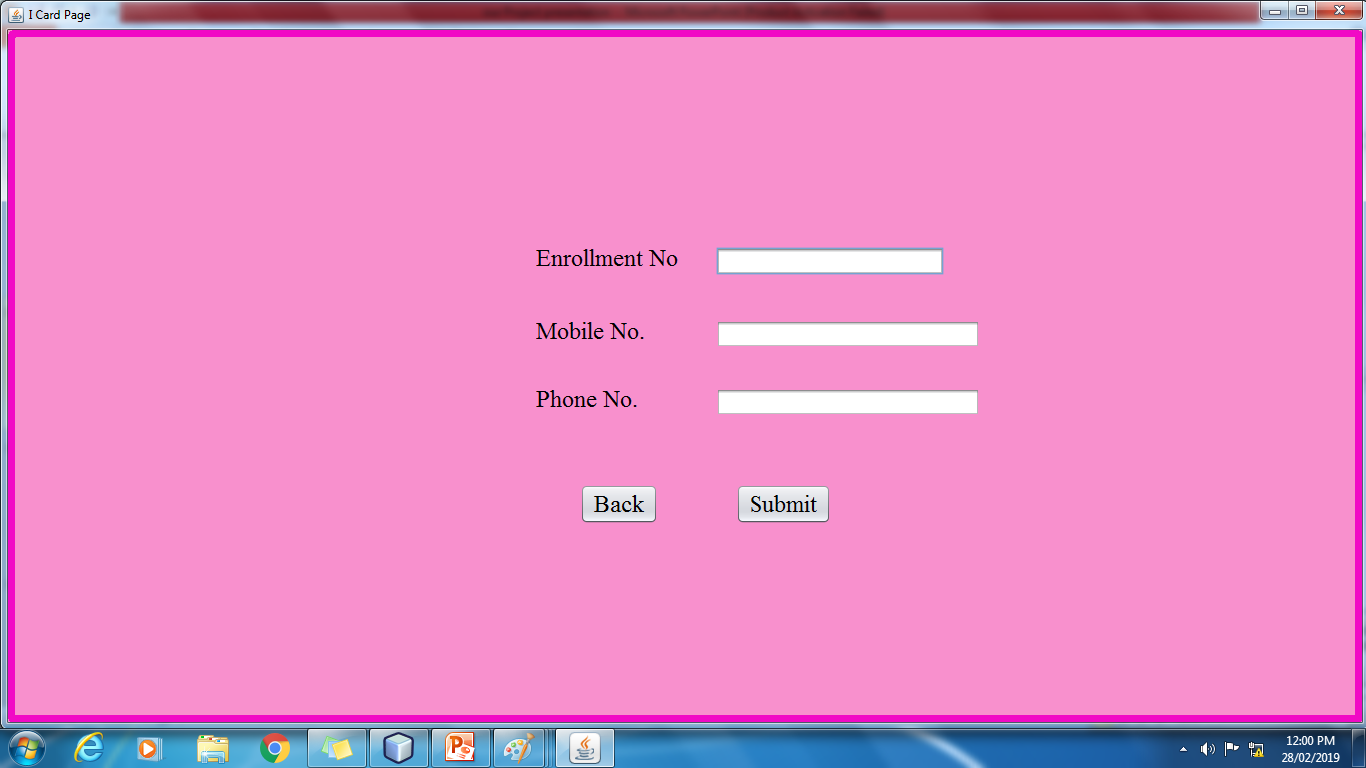 I Card Page
Enrollment No
Mobile No.
Phone No.
Back Submit
12:00 PM
28/02/2019